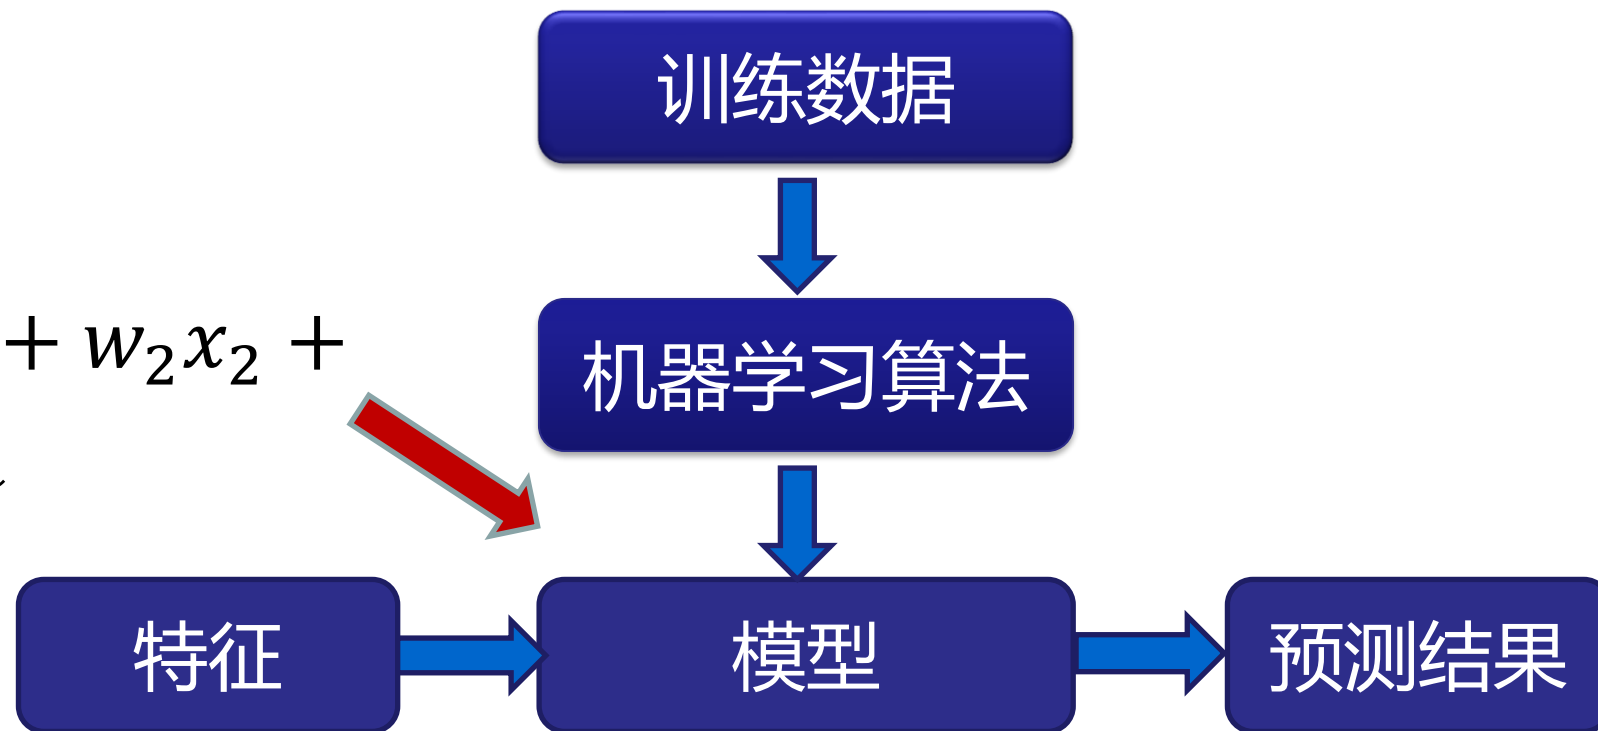 训练数据
+ w₂x₂ +
机器学习算法
特征
模型
预测结果